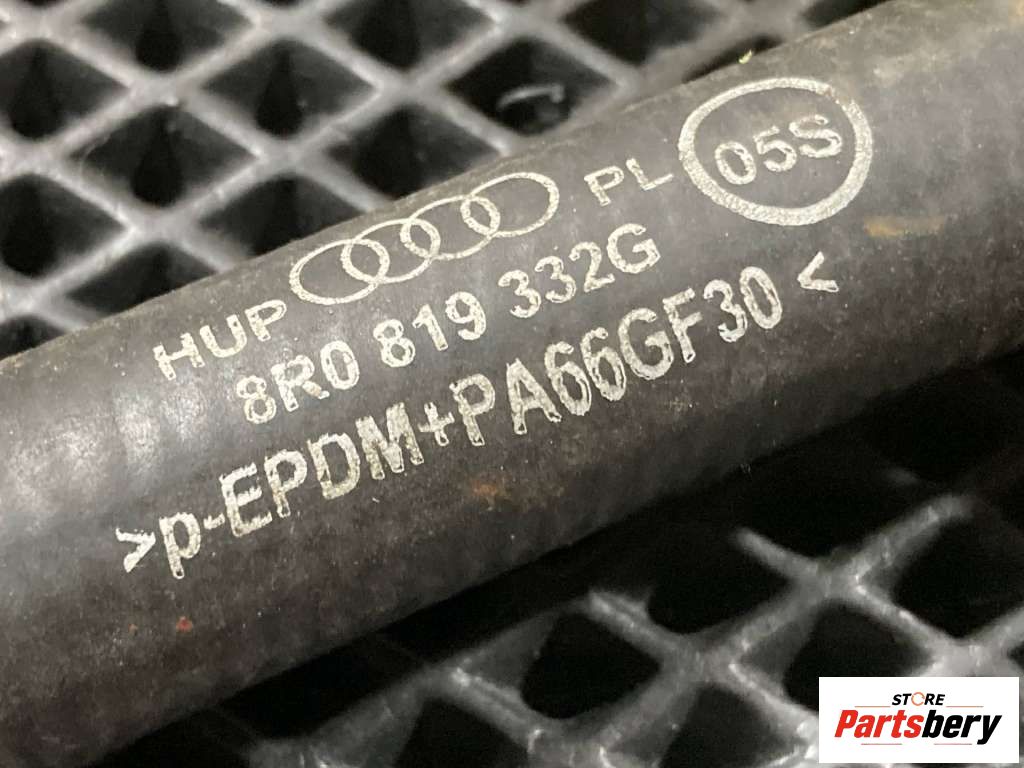 HUP PL 05S
8R0 819 332G
>p-EPDM+PA66GF30<
STORE
Partsbery